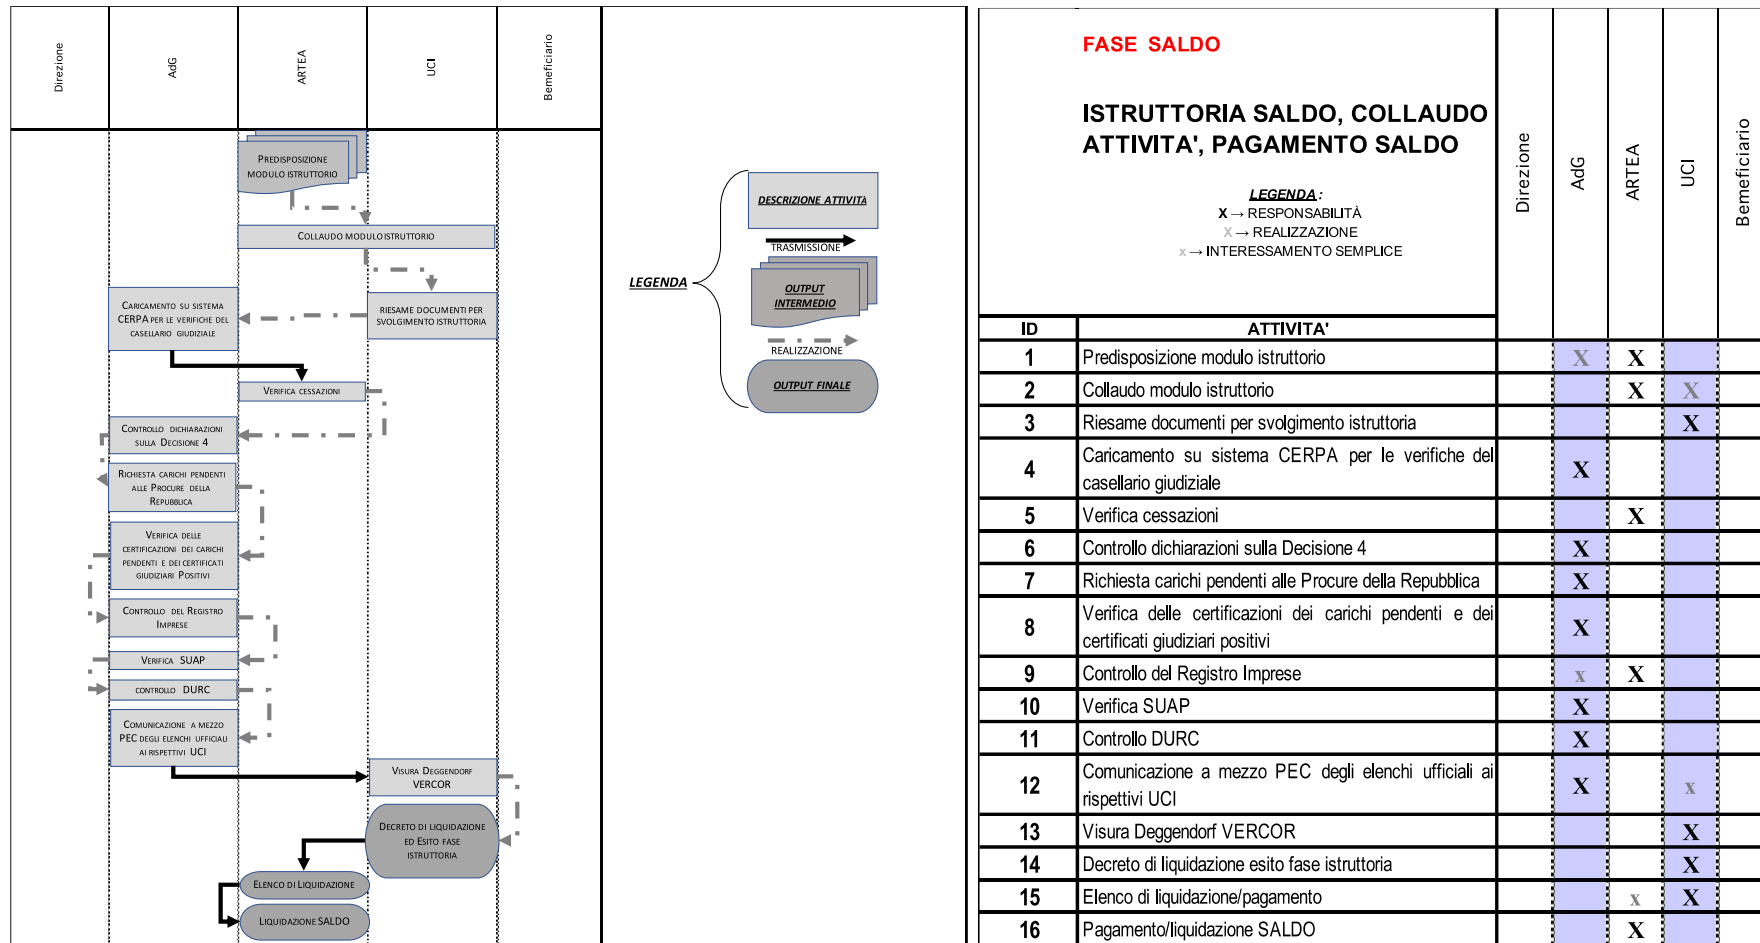 Direzione
AdG
ARTEA
UCI
Bemeficiario
PREDISPOSIZIONE
MODULO ISTRUTTORIO
COLLAUDO MODULO ISTRUTTORIO
CARICAMENTO SU SISTEMA
CERPA PER LE VERIFICHE DEL
CASELLARIO GIUDIZIALE
RIESAME DOCUMENTI PER
SVOLGIMENTO ISTRUTTORIA
VERIFICA CESSAZIONI
CONTROLLO DICHIARAZIONI
SULLA DECISIONE 4
RICHIESTA CARICHI PENDENTI
ALLE PROCURE DELLA
REPUBBLICA
VERIFICA DELLE
CERTIFICAZIONI DEI CARICHI
PENDENTI E DEI CERTIFICATI
GIUDIZIARI POSITIVI
CONTROLLO DEL REGISTRO
IMPRESE
VERIFICA SUAP
CONTROLLO DURC
COMUNICAZIONE A MEZZO
PEC DEGLI ELENCHI UFFICIALI
AI RISPETTIVI UCI
VISURA DEGGENDORF
VERCOR
DECRETO DI LIQUIDAZIONE
ED ESITO FASE
ISTRUTTORIA
ELENCO DI LIQUIDAZIONE
LIQUIDAZIONE SALDO
LEGENDA
DESCRIZIONE ATTIVITÀ
TRASMISSIONE
OUTPUT
INTERMEDIO
REALIZZAZIONE
OUTPUT FINALE
FASE SALDO
ISTRUTTORIA SALDO, COLLAUDO
ATTIVITA', PAGAMENTO SALDO
LEGENDA :
X → RESPONSABILITÀ
X → REALIZZAZIONE
x → INTERESSAMENTO SEMPLICE
Direzione
AdG
ARTEA
UCI
Bemeficiario
ID ATTIVITA'
1 Predisposizione modulo istruttorio X X
2 Collaudo modulo istruttorio X X
3 Riesame documenti per svolgimento istruttoria X
4 Caricamento su sistema CERPA per le verifiche del
casellario giudiziale X
5 Verifica cessazioni X
6 Controllo dichiarazioni sulla Decisione 4 X
7 Richiesta carichi pendenti alle Procure della Repubblica X
8 Verifica delle certificazioni dei carichi pendenti e dei
certificati giudiziari positivi X
9 Controllo del Registro Imprese x X
10 Verifica SUAP X
11 Controllo DURC X
12 Comunicazione a mezzo PEC degli elenchi ufficiali ai
rispettivi UCI X x
13 Visura Deggendorf VERCOR X
14 Decreto di liquidazione esito fase istruttoria X
15 Elenco di liquidazione/pagamento x X
16 Pagamento/liquidazione SALDO X